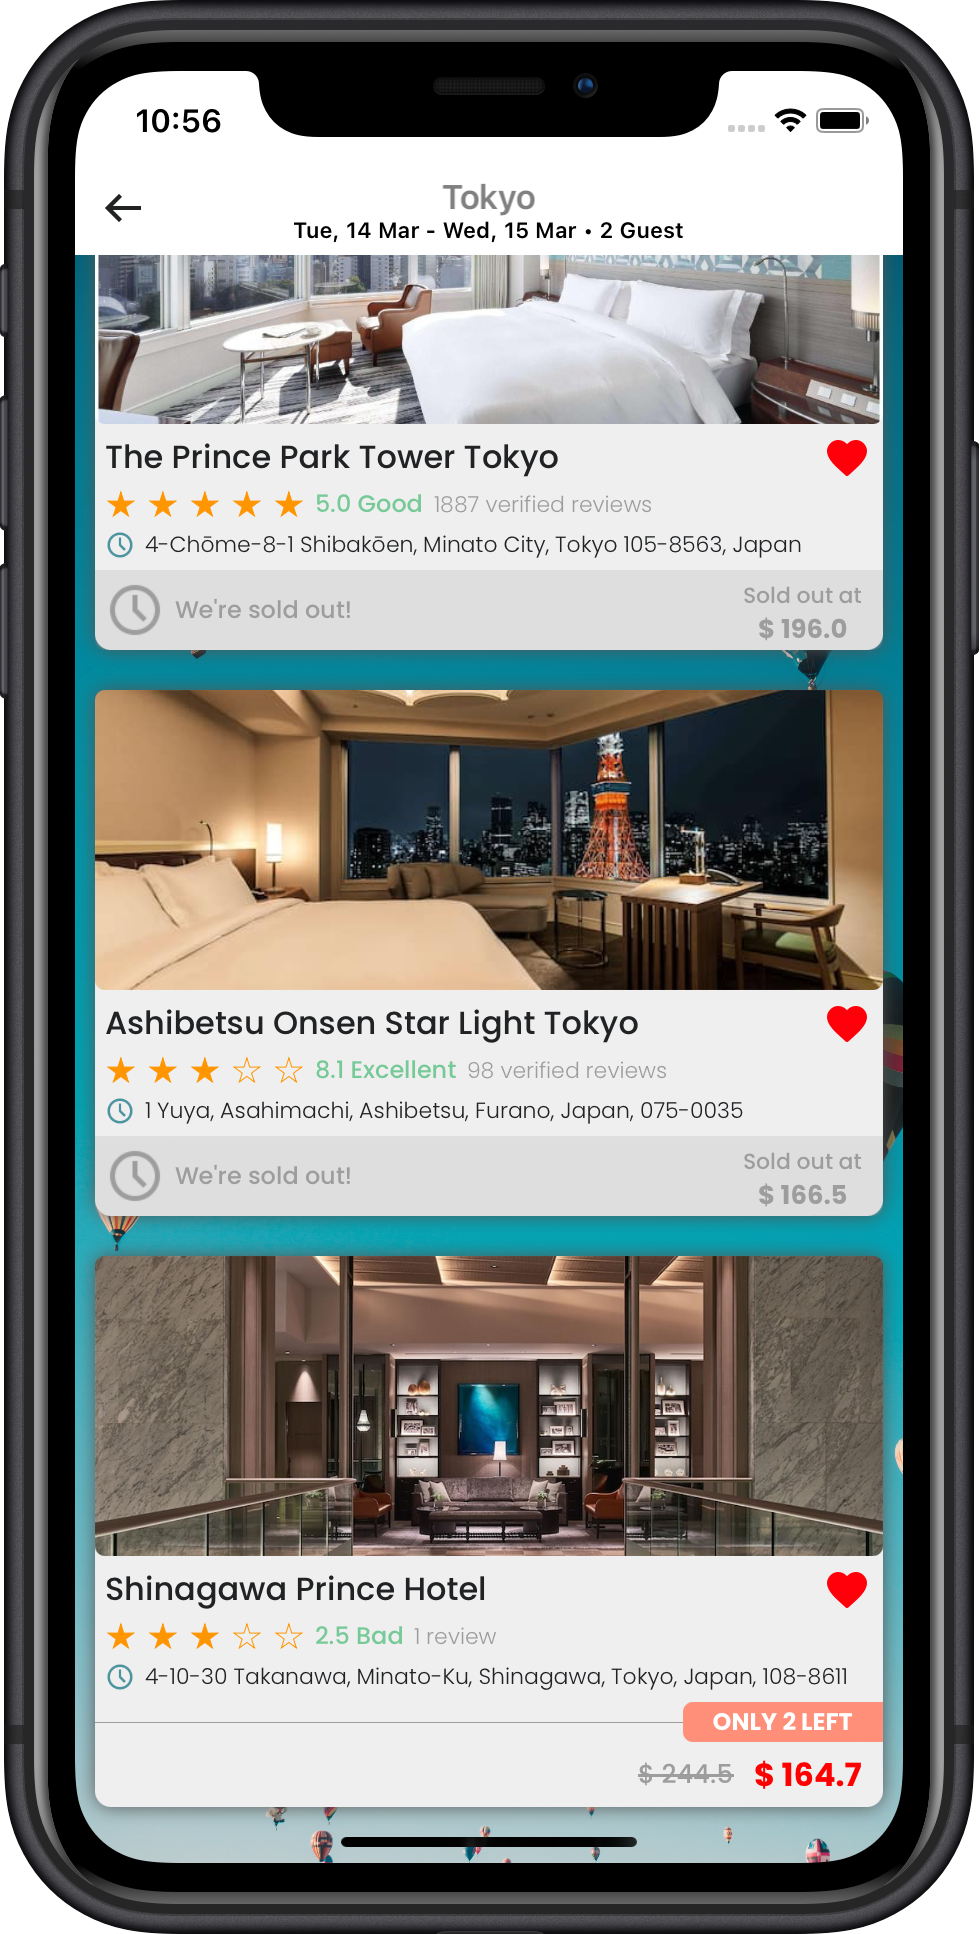 10:56
Tokyo
Tue, 14 Mar - Wed, 15 Mar • 2 Guest
The Prince Park Tower Tokyo
5.0 Good 1887 verified reviews
4-Chōme-8-1 Shibakōen, Minato City, Tokyo 105-8563, Japan
We're sold out!
Sold out at
$ 196.0
Ashibetsu Onsen Star Light Tokyo
8.1 Excellent 98 verified reviews
1 Yuya, Asahimachi, Ashibetsu, Furano, Japan, 075-0035
We're sold out!
Sold out at
$ 166.5
Shinagawa Prince Hotel
2.5 Bad 1 review
4-10-30 Takanawa, Minato-Ku, Shinagawa, Tokyo, Japan, 108-8611
ONLY 2 LEFT
$ 244.5 $ 164.7